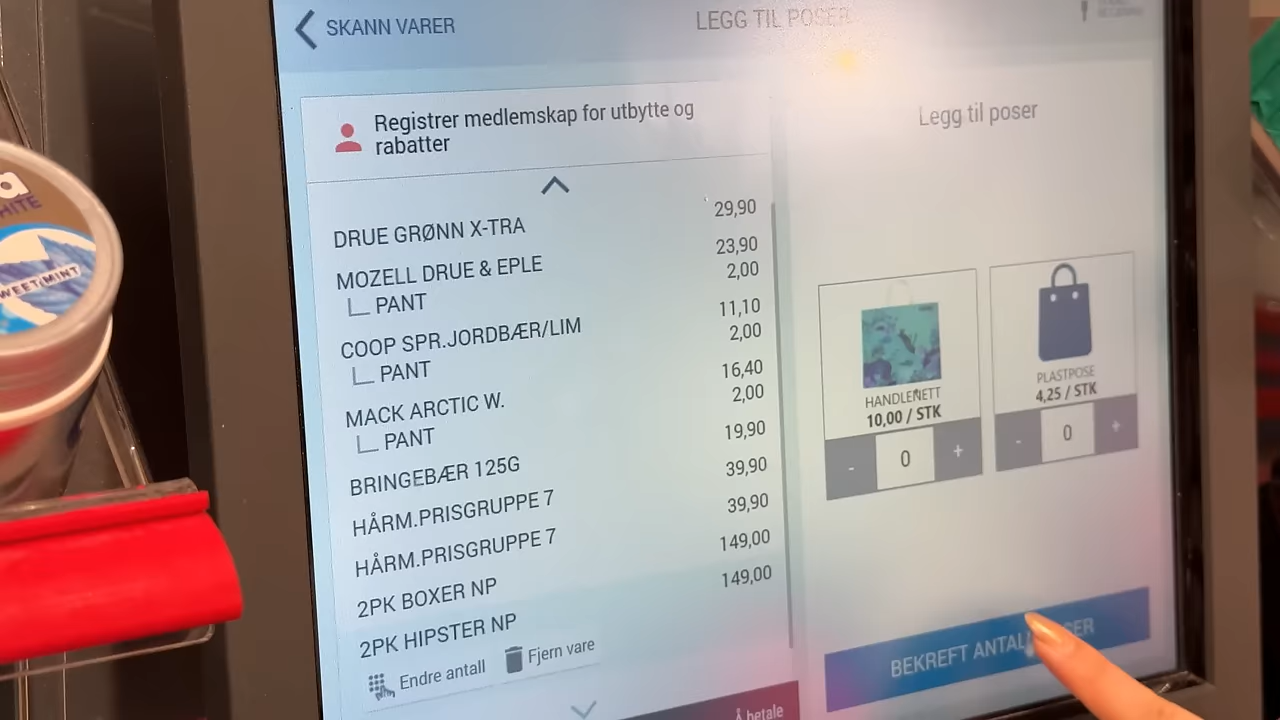 SKANN VARER
LEGG TIL POSER
Registrer medlemskap for utbytte og
rabatter
Legg til poser
DRUE GRØNN X-TRA 29,90
MOZELL DRUE & EPLE 23,90
PANT 2,00
COOP SPR.JORDBÆR/LIM 11,10
PANT 2,00
MACK ARCTIC W. 16,40
PANT 2,00
BRINGEBÆR 125G 19,90
HÅRM.PRISGRUPPE 7 39,90
HÅRM.PRISGRUPPE 7 39,90
2PK BOXER NP 149,00
2PK HIPSTER NP 149,00
Endre antall
Fjern vare
Å betale
HANDLENETT
10,00 / STK
- 0 +
PLASTPOSE
4,25 / STK
- 0 +
BEKREFT ANTALL POSER
SWEET MINT